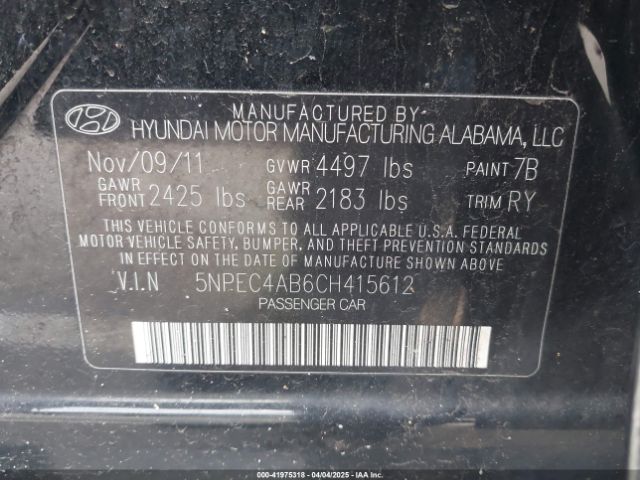 MANUFACTURED BY
HYUNDAI MOTOR MANUFACTURING ALABAMA, LLC
Nov/09/11 GVWR 4497 lbs PAINT 7B
GAWR FRONT 2425 lbs GAWR REAR 2183 lbs TRIM RY
THIS VEHICLE CONFORMS TO ALL APPLICABLE U.S.A. FEDERAL
MOTOR VEHICLE SAFETY, BUMPER, AND THEFT PREVENTION STANDARDS
IN EFFECT ON THE DATE OF MANUFACTURE SHOWN ABOVE.
V.I.N 5NPEC4AB6CH415612
PASSENGER CAR
000-41975318 - 04/04/2025 - IAAI.COM